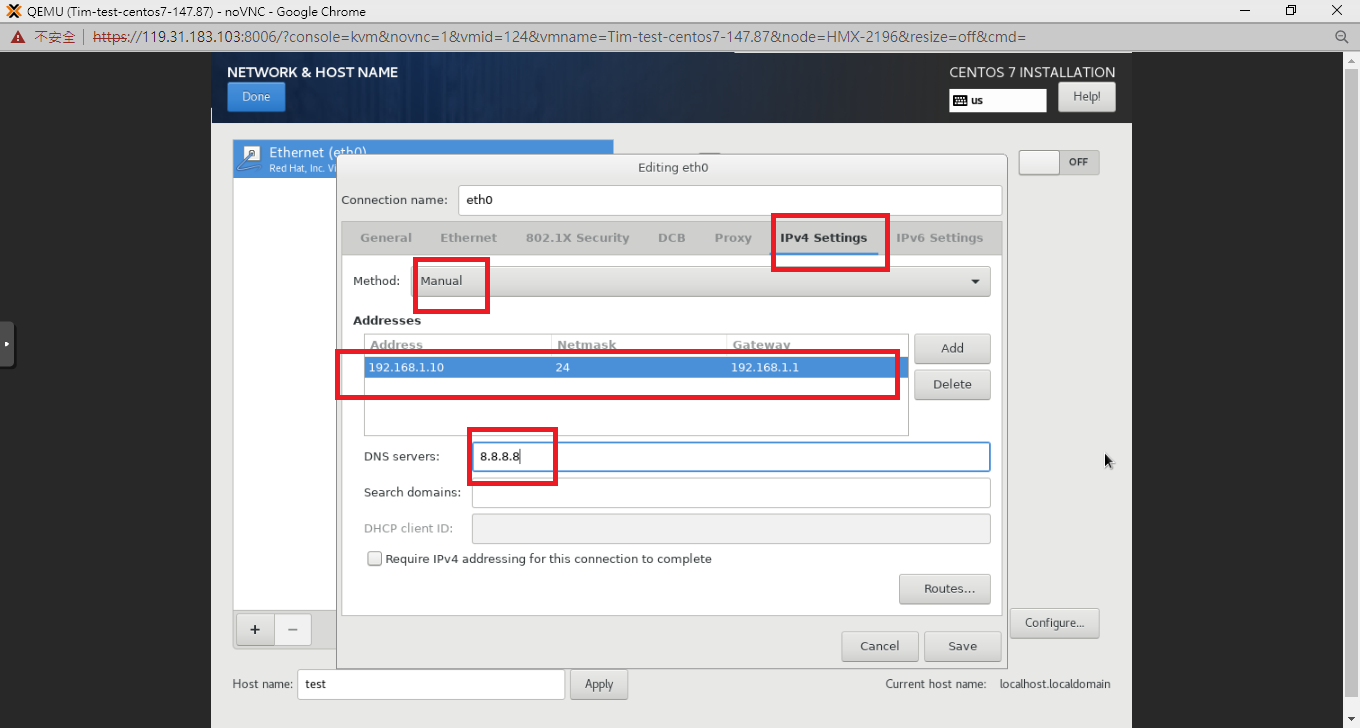 QEMU (Tim-test-centos7-147.87) - noVNC - Google Chrome
不安全 https://119.31.183.103:8006/?console=kvm&novnc=1&vmid=124&vmname=Tim-test-centos7-147.87&node=HMX-2196&resize=off&cmd=
NETWORK & HOST NAME
CENTOS 7 INSTALLATION
Done
us
Help!
Ethernet (eth0)
Red Hat, Inc. Vi
OFF
Editing eth0
Connection name: eth0
General Ethernet 802.1X Security DCB Proxy IPv4 Settings IPv6 Settings
Method: Manual
Addresses
Address Netmask Gateway
192.168.1.10 24 192.168.1.1
Add
Delete
DNS servers: 8.8.8.8
Search domains:
DHCP client ID:
Require IPv4 addressing for this connection to complete
Routes...
+ −
Configure...
Cancel Save
Host name: test Apply Current host name: localhost.localdomain